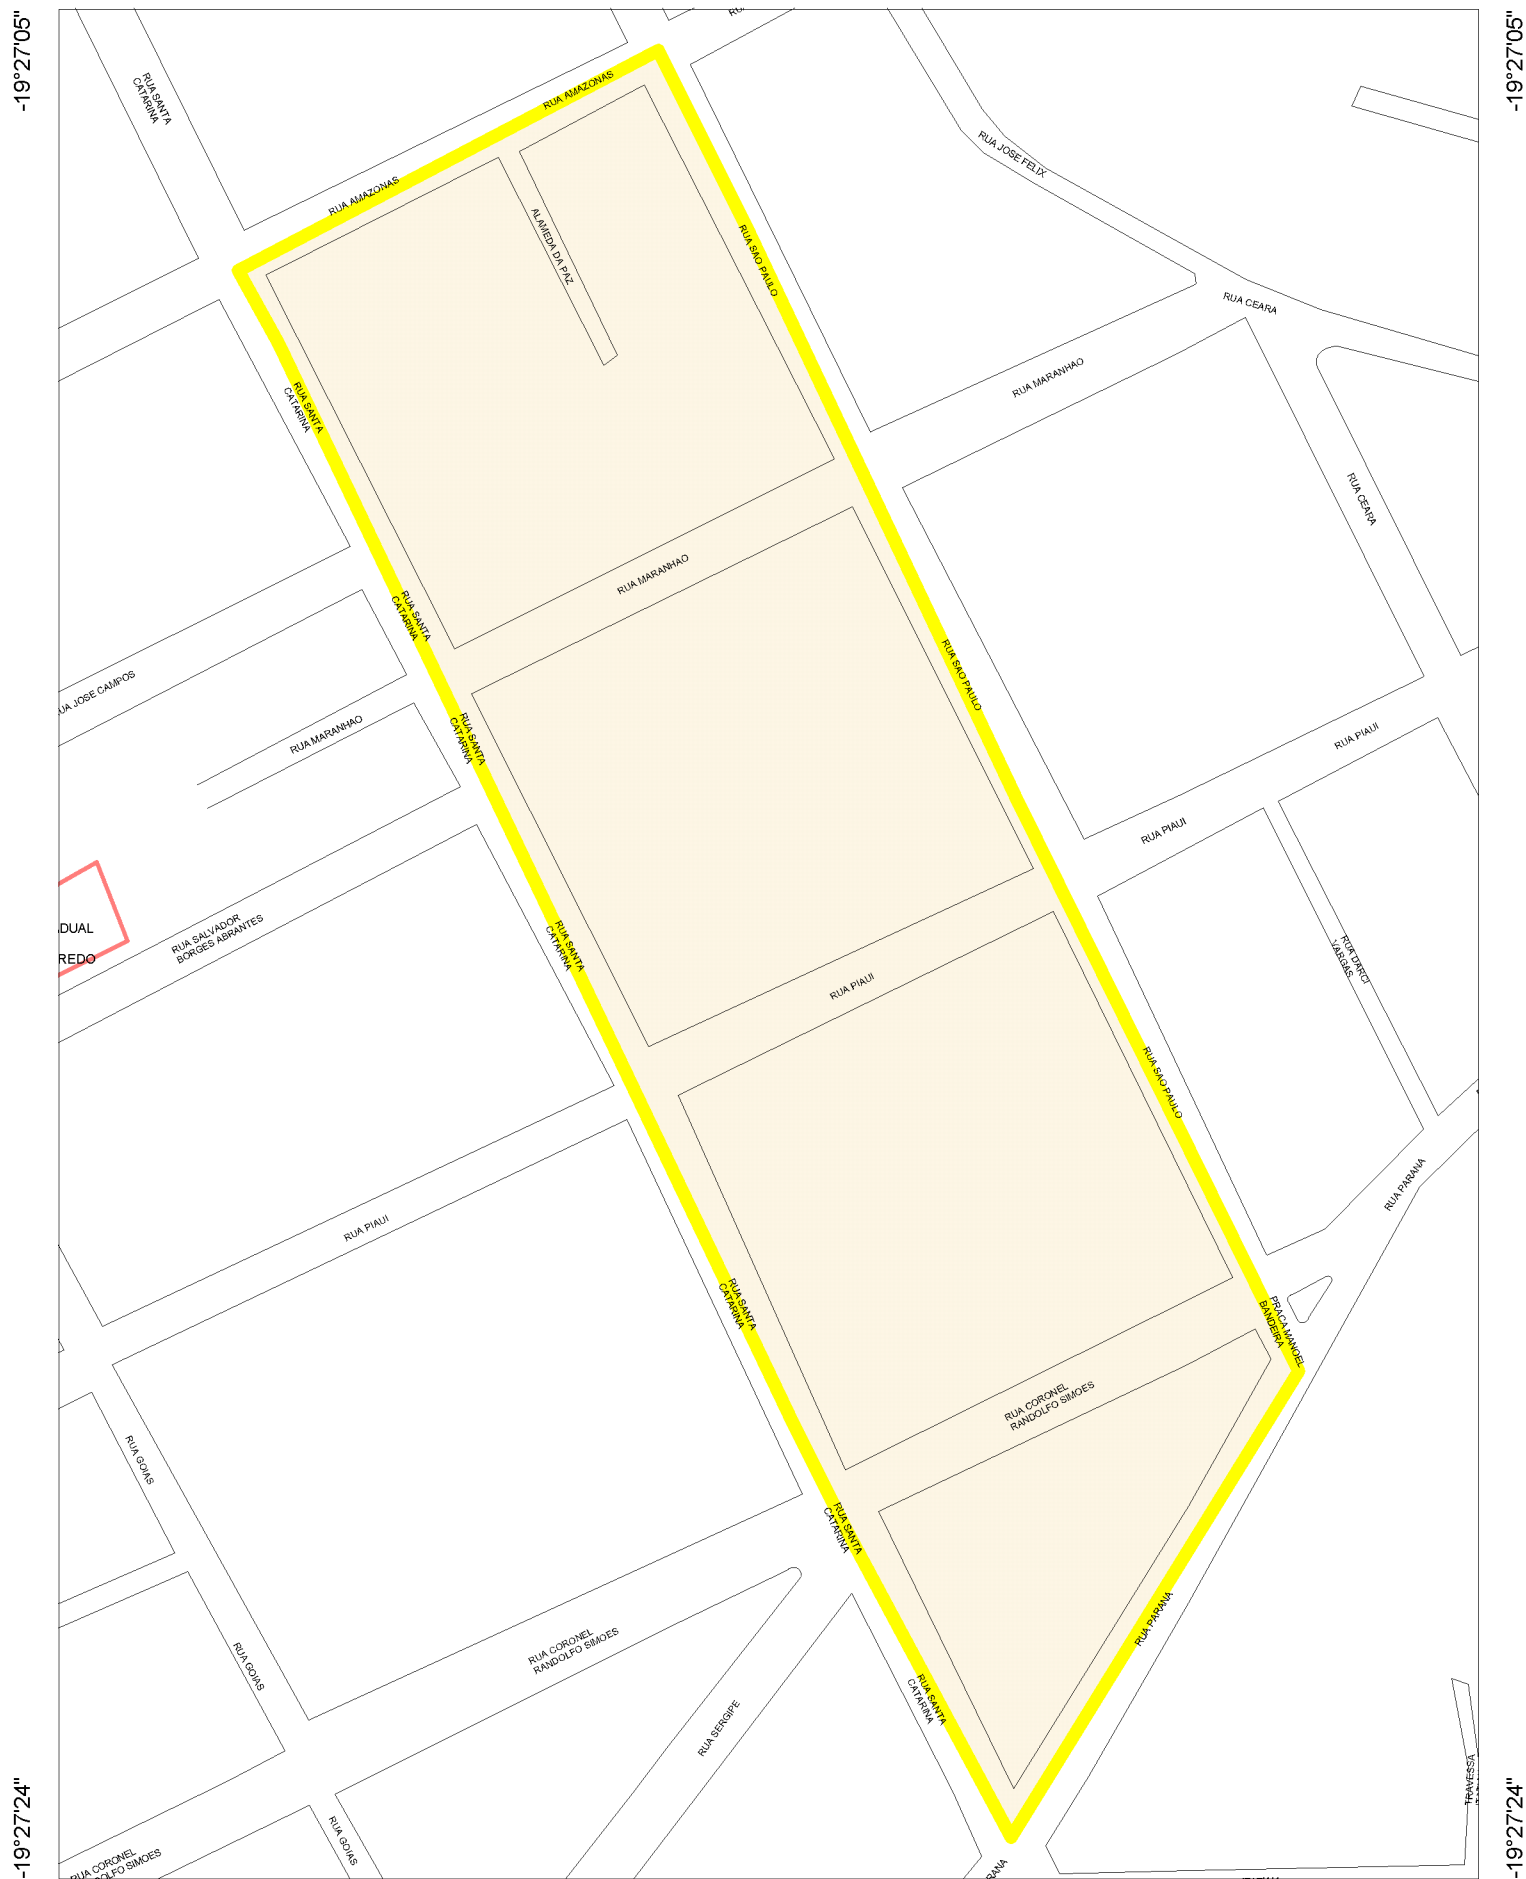 -19°27'05"
-19°27'05"
RUA SANTA
CATARINA
RUA AMAZONAS
RUA AMAZONAS
RUA JOSE FELIX
ALAMEDA DA PAZ
RUA SAO PAULO
RUA CEARA
RUA MARANHAO
RUA SANTA
CATARINA
RUA CEARA
RUA MARANHAO
RUA SANTA
CATARINA
RUA SAO PAULO
UA JOSE CAMPOS
RUA MARANHAO
RUA SANTA
CATARINA
RUA PIAUI
RUA PIAUI
DUAL
REDO
RUA SALVADOR
BORGES ABRANTES
RUA SANTA
CATARINA
RUA DARCI
VARGAS
RUA PIAUI
RUA SAO PAULO
RUA PARANA
RUA PIAUI
RUA SANTA
CATARINA
PRACA MANOEL
BANDEIRA
RUA CORONEL
RANDOLFO SIMOES
RUA GOIAS
RUA SANTA
CATARINA
RUA PARANA
RUA CORONEL
RANDOLFO SIMOES
RUA GOIAS
RUA SANTA
CATARINA
RUA SERGIPE
TRAVESSA
RUA GOIAS
RUA CORONEL
DOLFO SIMOES
RANA
-19°27'24"
-19°27'24"